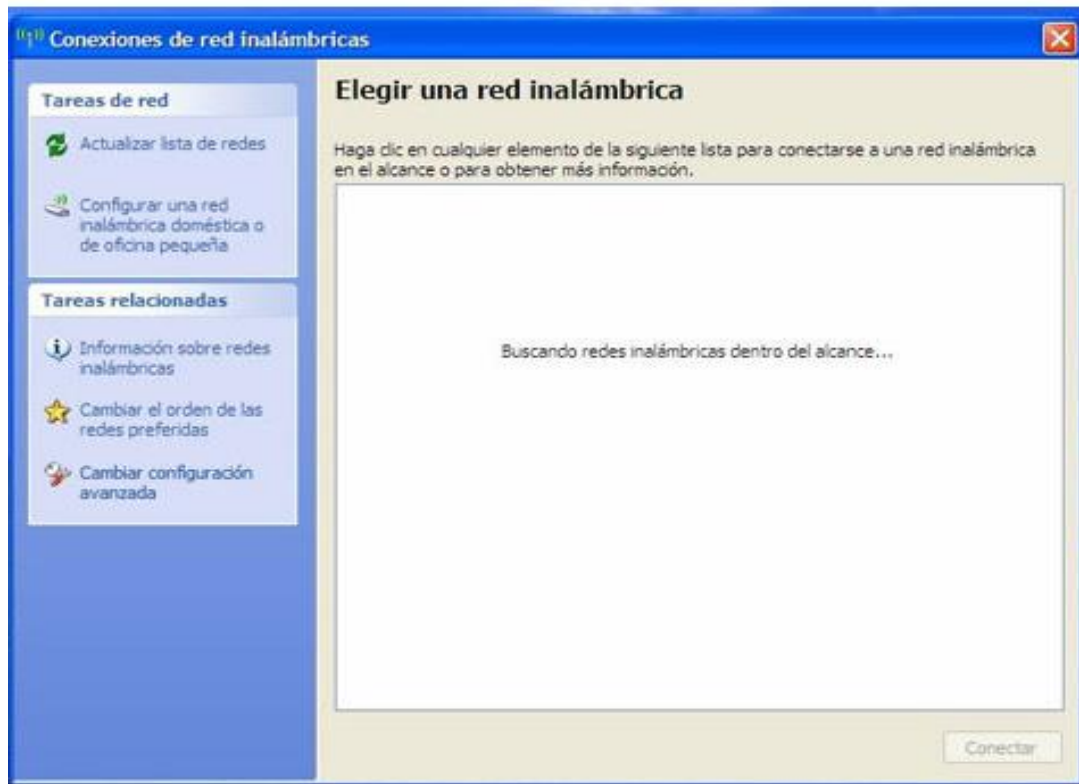 Conexiones de red inalámbricas
Tareas de red
Actualizar lista de redes
Configurar una red
inalámbrica doméstica o
de oficina pequeña
Tareas relacionadas
Información sobre redes
inalámbricas
Cambiar el orden de las
redes preferidas
Cambiar configuración
avanzada
Elegir una red inalámbrica
Haga clic en cualquier elemento de la siguiente lista para conectarse a una red inalámbrica
en el alcance o para obtener más información.
Buscando redes inalámbricas dentro del alcance...
Conectar